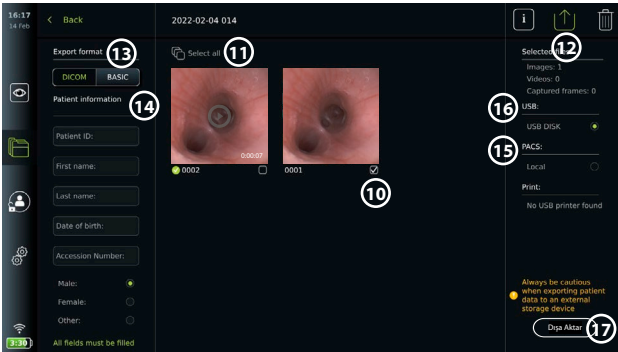 16:17
14 Feb
Back
2022-02-04 014
i
Export format
13
DICOM
BASIC
Patient information
14
Patient ID:
First name:
Last name:
Date of birth:
Accession Number:
Male:
Female:
Other:
All fields must be filled
3:30
Select all
11
0:00:07
0002
0001
10
12
Selected files
Images: 1
Videos: 0
Captured frames: 0
16
USB:
USB DISK
15
PACS:
Local
Print:
No USB printer found
Always be cautious
when exporting patient
data to an external
storage device
Dışa Aktar
17